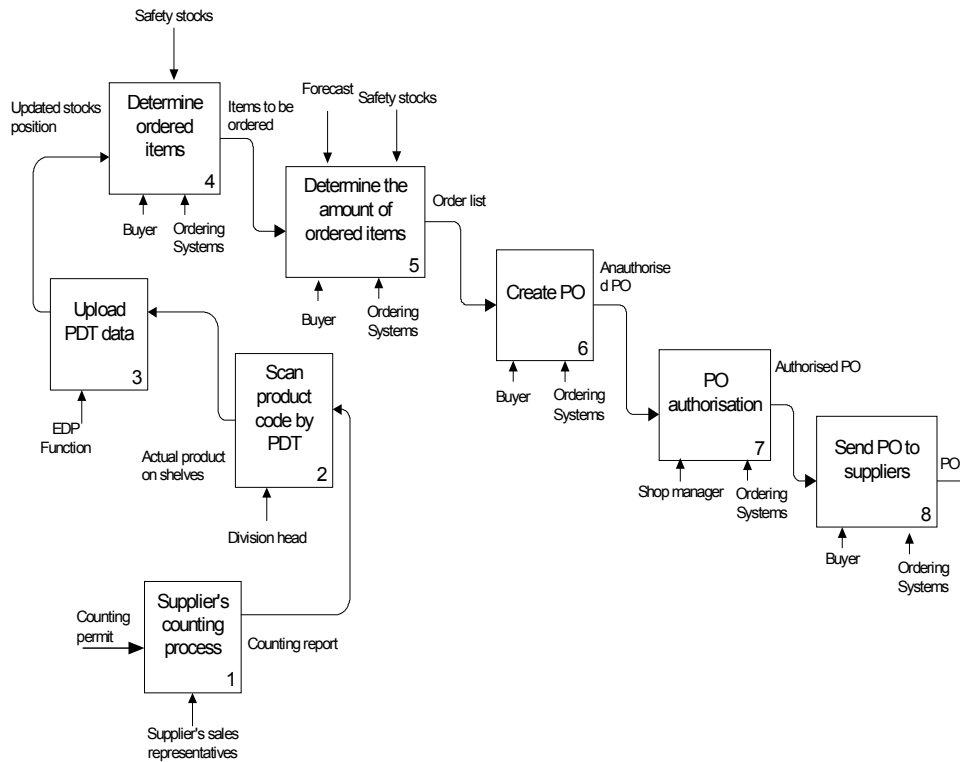 Safety stocks
Updated stocks
position
Determine
ordered
items
4
Items to be
ordered
Buyer
Ordering
Systems
Forecast
Safety stocks
Determine the
amount of
ordered items
5
Order list
Buyer
Ordering
Systems
Create PO
6
Anauthorise
d PO
Buyer
Ordering
Systems
PO
authorisation
7
Authorised PO
Shop manager
Ordering
Systems
Send PO to
suppliers
8
PO
Buyer
Ordering
Systems
Upload
PDT data
3
EDP
Function
Scan
product
code by
PDT
2
Actual product
on shelves
Division head
Counting
permit
Supplier's
counting
process
1
Counting report
Supplier's sales
representatives